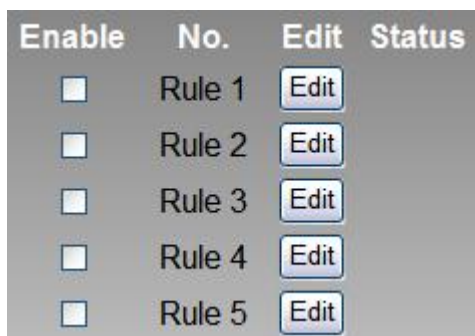 Enable No. Edit Status
Rule 1 Edit
Rule 2 Edit
Rule 3 Edit
Rule 4 Edit
Rule 5 Edit